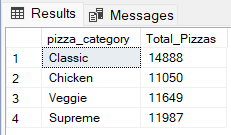 Results Messages
pizza_category Total_Pizzas
1 Classic 14888
2 Chicken 11050
3 Veggie 11649
4 Supreme 11987